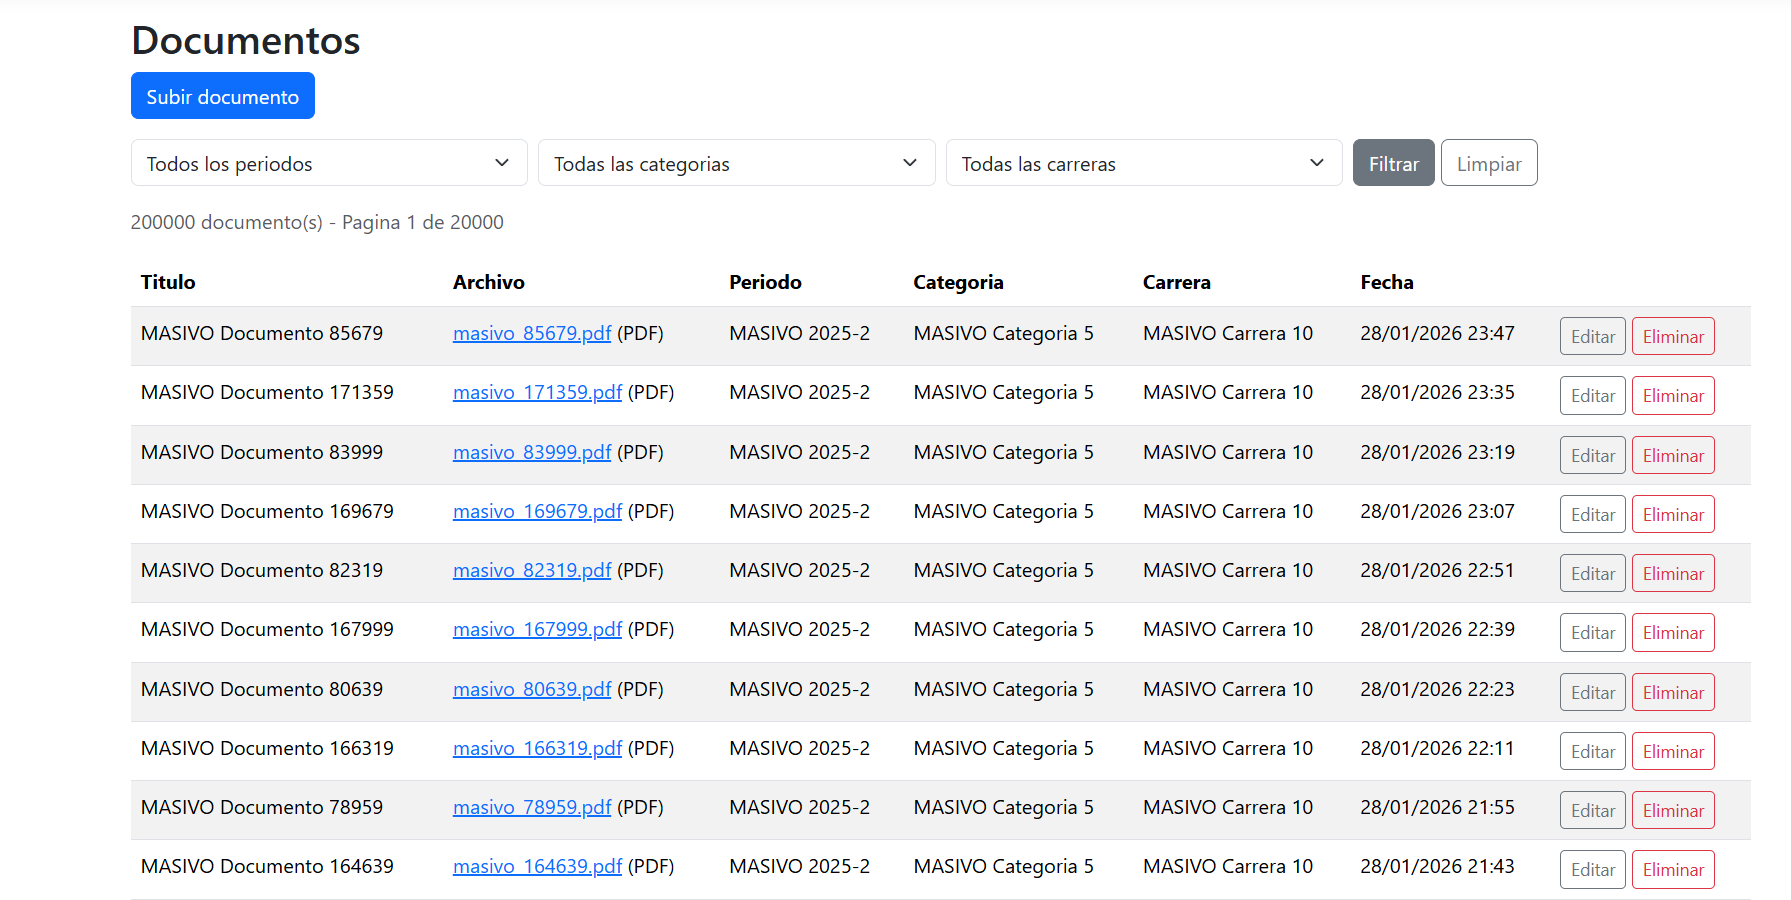 Documentos
Subir documento
Todos los periodos Todas las categorias Todas las carreras Filtrar Limpiar
200000 documento(s) - Pagina 1 de 20000
Titulo Archivo Periodo Categoria Carrera Fecha
MASIVO Documento 85679 masivo_85679.pdf (PDF) MASIVO 2025-2 MASIVO Categoria 5 MASIVO Carrera 10 28/01/2026 23:47 Editar Eliminar
MASIVO Documento 171359 masivo_171359.pdf (PDF) MASIVO 2025-2 MASIVO Categoria 5 MASIVO Carrera 10 28/01/2026 23:35 Editar Eliminar
MASIVO Documento 83999 masivo_83999.pdf (PDF) MASIVO 2025-2 MASIVO Categoria 5 MASIVO Carrera 10 28/01/2026 23:19 Editar Eliminar
MASIVO Documento 169679 masivo_169679.pdf (PDF) MASIVO 2025-2 MASIVO Categoria 5 MASIVO Carrera 10 28/01/2026 23:07 Editar Eliminar
MASIVO Documento 82319 masivo_82319.pdf (PDF) MASIVO 2025-2 MASIVO Categoria 5 MASIVO Carrera 10 28/01/2026 22:51 Editar Eliminar
MASIVO Documento 167999 masivo_167999.pdf (PDF) MASIVO 2025-2 MASIVO Categoria 5 MASIVO Carrera 10 28/01/2026 22:39 Editar Eliminar
MASIVO Documento 80639 masivo_80639.pdf (PDF) MASIVO 2025-2 MASIVO Categoria 5 MASIVO Carrera 10 28/01/2026 22:23 Editar Eliminar
MASIVO Documento 166319 masivo_166319.pdf (PDF) MASIVO 2025-2 MASIVO Categoria 5 MASIVO Carrera 10 28/01/2026 22:11 Editar Eliminar
MASIVO Documento 78959 masivo_78959.pdf (PDF) MASIVO 2025-2 MASIVO Categoria 5 MASIVO Carrera 10 28/01/2026 21:55 Editar Eliminar
MASIVO Documento 164639 masivo_164639.pdf (PDF) MASIVO 2025-2 MASIVO Categoria 5 MASIVO Carrera 10 28/01/2026 21:43 Editar Eliminar